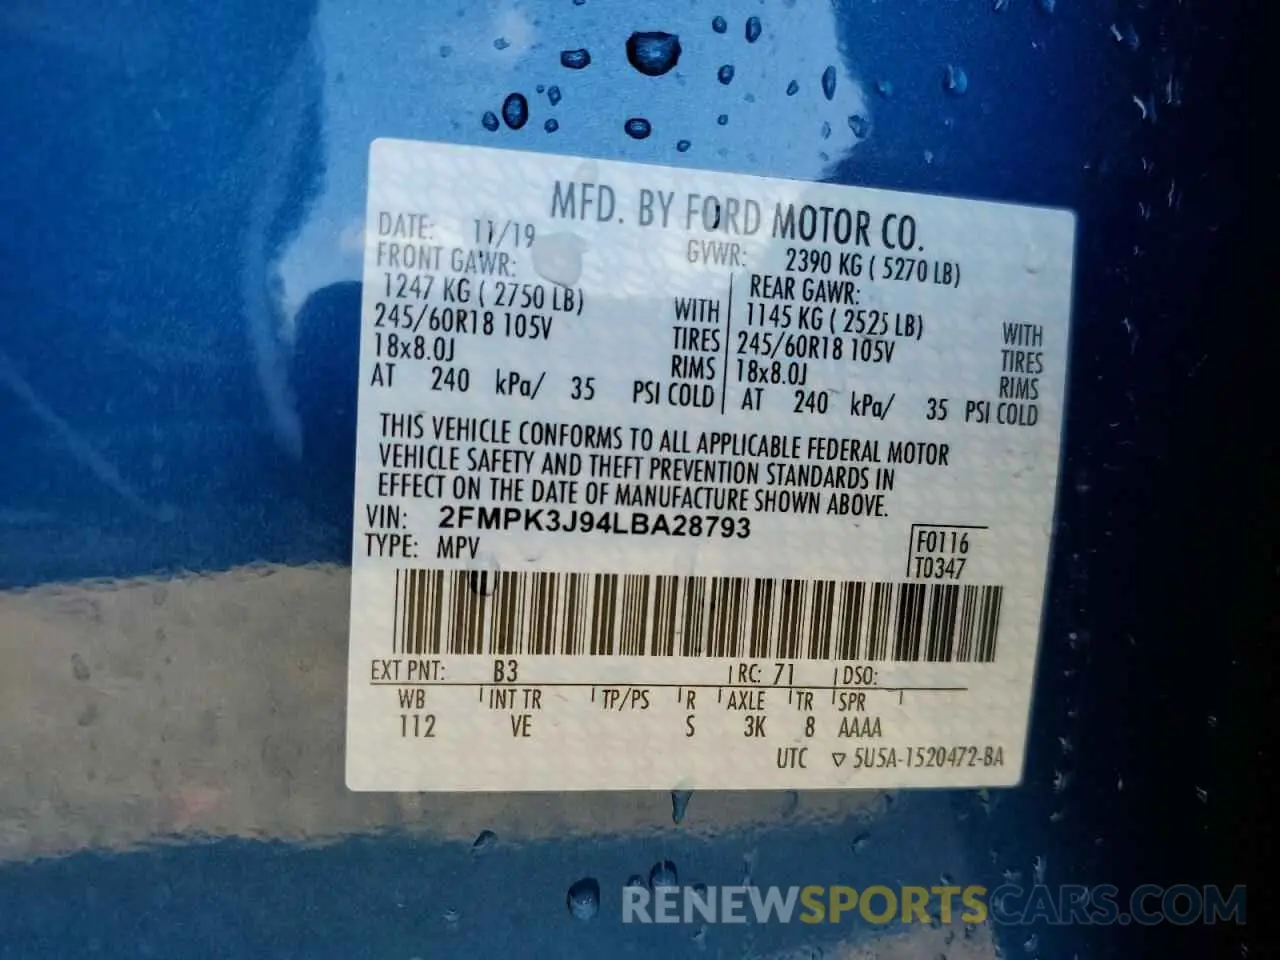 MFD. BY FORD MOTOR CO.
DATE: 11/19 GVWR: 2390 KG ( 5270 LB)
FRONT GAWR: REAR GAWR:
1247 KG ( 2750 LB) WITH 1145 KG ( 2525 LB) WITH
245/60R18 105V TIRES 245/60R18 105V TIRES
18x8.0J RIMS 18x8.0J RIMS
AT 240 kPa/ 35 PSI COLD AT 240 kPa/ 35 PSI COLD
THIS VEHICLE CONFORMS TO ALL APPLICABLE FEDERAL MOTOR
VEHICLE SAFETY AND THEFT PREVENTION STANDARDS IN
EFFECT ON THE DATE OF MANUFACTURE SHOWN ABOVE.
VIN: 2FMPK3J94LBA28793
TYPE: MPV
F0116
T0347
EXT PNT: B3 RC: 71 DSO:
WB INT TR TP/PS R AXLE TR SPR
112 VE S 3K 8 AAAA
UTC ▽ 5U5A-1520472-BA
RENEWSPORTSCARS.COM